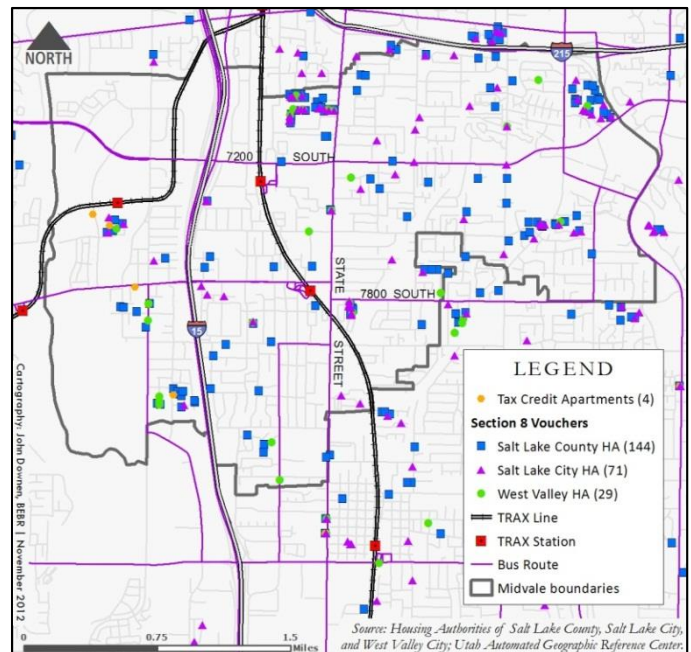 NORTH
215
7200 SOUTH
STATE
STREET
7800 SOUTH
15
LEGEND
Tax Credit Apartments (4)
Section 8 Vouchers
Salt Lake County HA (144)
Salt Lake City HA (71)
West Valley HA (29)
TRAX Line
TRAX Station
Bus Route
Midvale boundaries
Cartography: John Downen, BEBR | November 2012
0 0.75 1.5
Miles
Source: Housing Authorities of Salt Lake County, Salt Lake City,
and West Valley City; Utah Automated Geographic Reference Center.